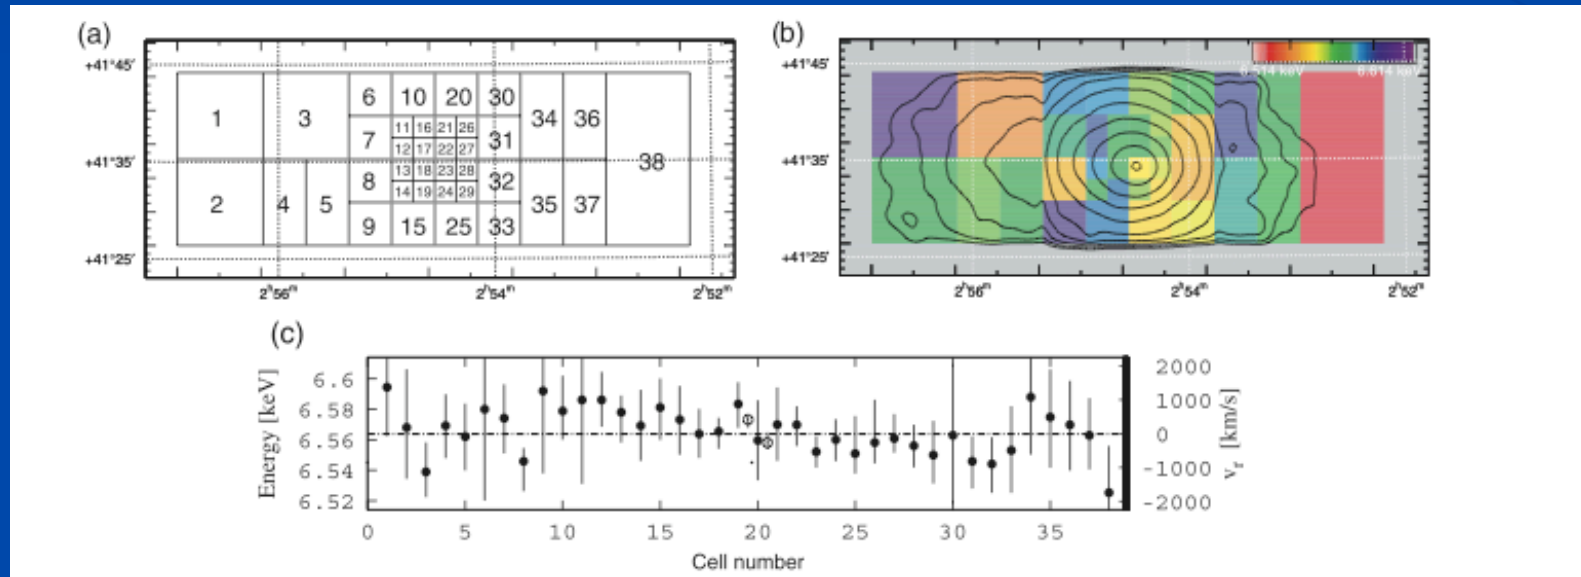 (a)
+41°45′
+41°35′
+41°25′
6 10 20 30
1 3 34 36
11 16 21 26
7 31
12 17 22 27
38
13 18 23 28
8 32
14 19 24 29
2 4 5 35 37
9 15 25 33
2ʰ56ᵐ 2ʰ54ᵐ 2ʰ52ᵐ
(b)
6.514 keV 6.614 keV
+41°45′
+41°35′
+41°25′
2ʰ56ᵐ 2ʰ54ᵐ 2ʰ52ᵐ
(c)
Energy [keV]
6.6
6.58
6.56
6.54
6.52
2000
1000
0
-1000
-2000
vᵣ [km/s]
0 5 10 15 20 25 30 35
Cell number